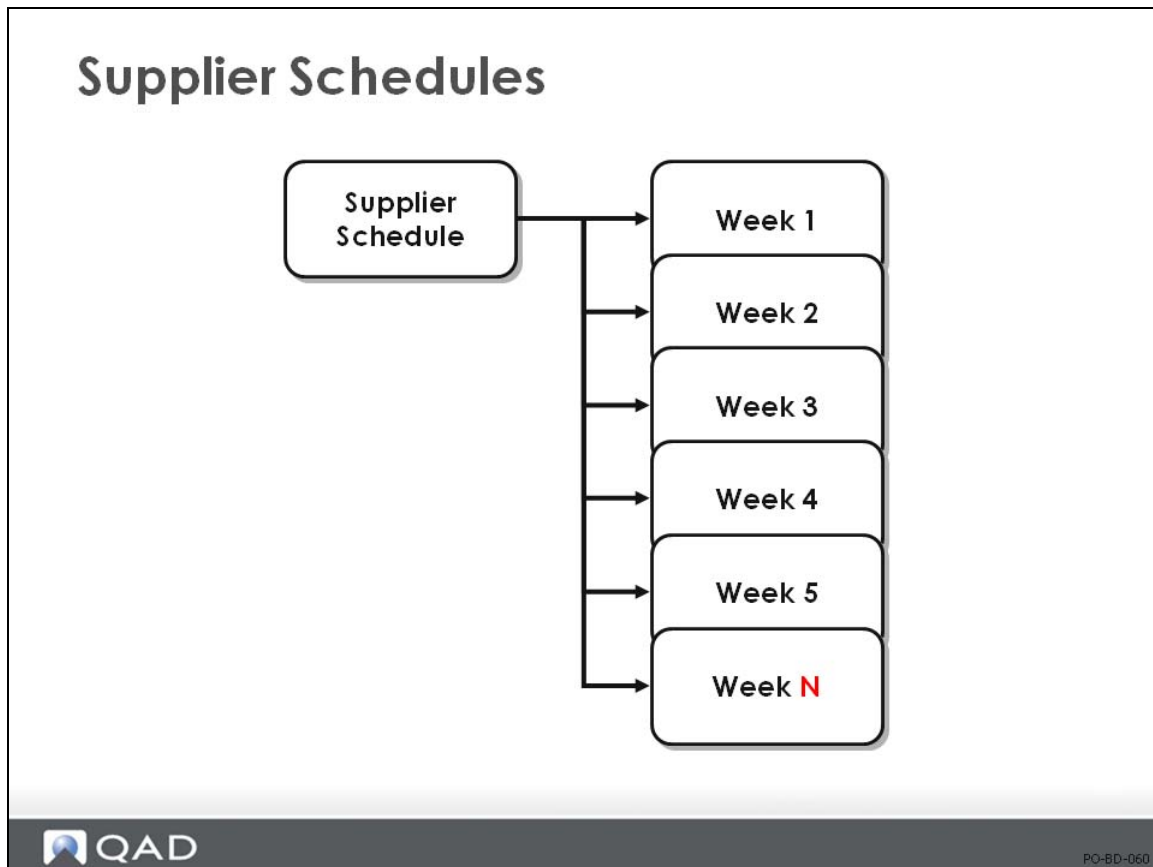 Supplier Schedules
Supplier
Schedule
Week 1
Week 2
Week 3
Week 4
Week 5
Week N
QAD
PO-BD-060